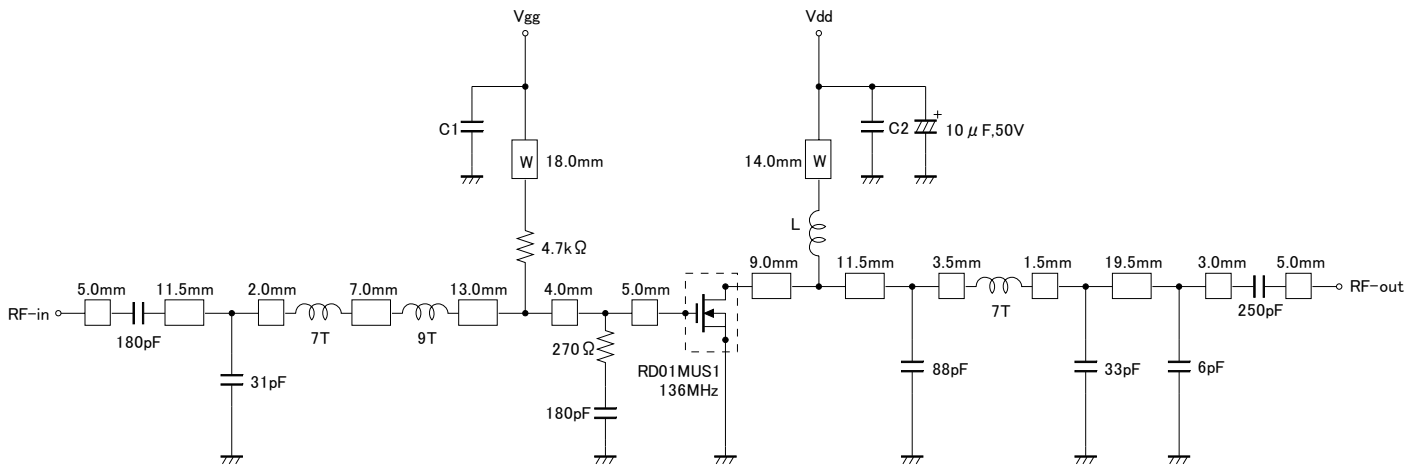 Vgg
Vdd
C1
W 18.0mm
14.0mm W
C2
+
10μF,50V
4.7kΩ
L
RF-in
5.0mm
180pF
11.5mm
31pF
2.0mm
7T
7.0mm
9T
13.0mm
4.0mm
270Ω
180pF
5.0mm
RD01MUS1
136MHz
9.0mm
11.5mm
88pF
3.5mm
7T
1.5mm
33pF
19.5mm
6pF
3.0mm
250pF
5.0mm
RF-out